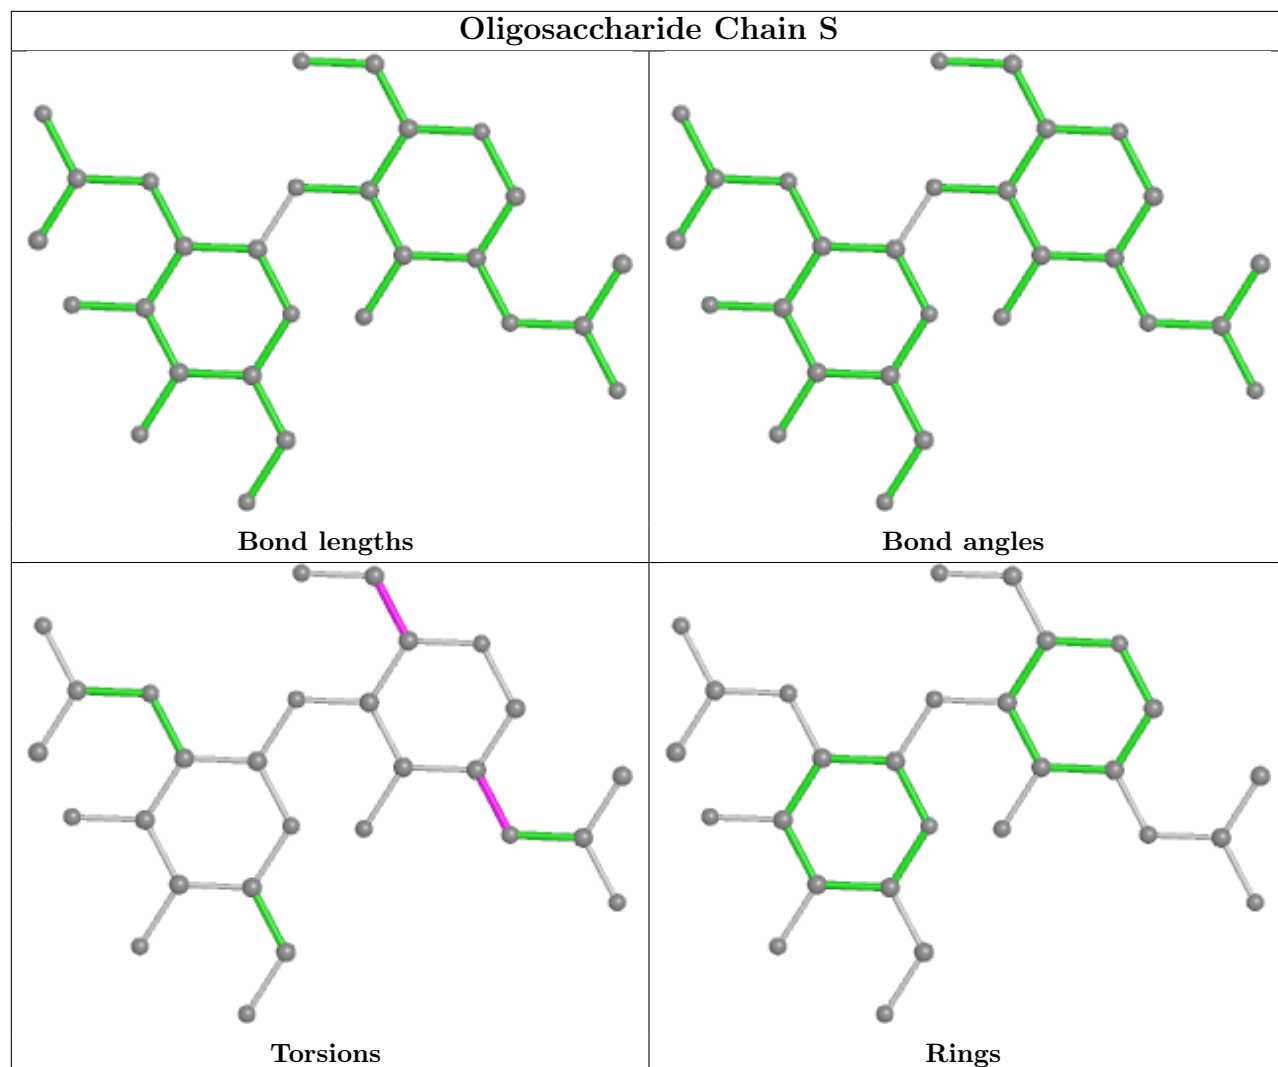 Oligosaccharide Chain S
Bond lengths
Bond angles
Torsions
Rings